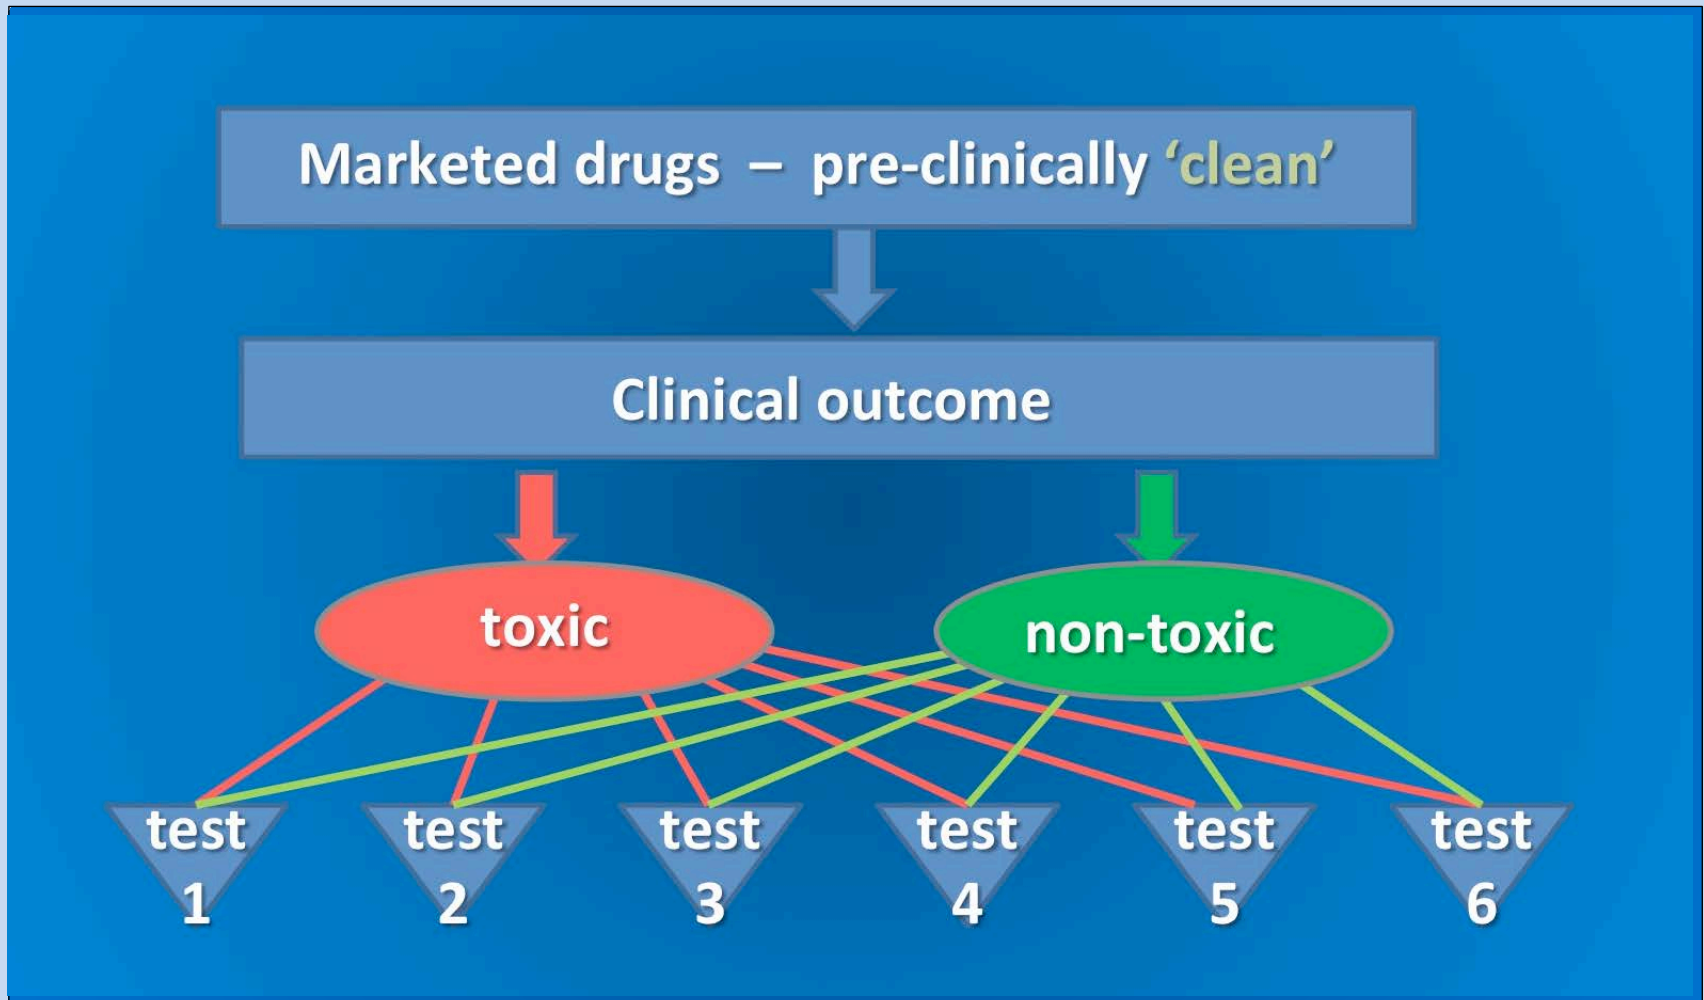 Marketed drugs – pre-clinically ‘clean’
Clinical outcome
toxic
non-toxic
test
1
test
2
test
3
test
4
test
5
test
6